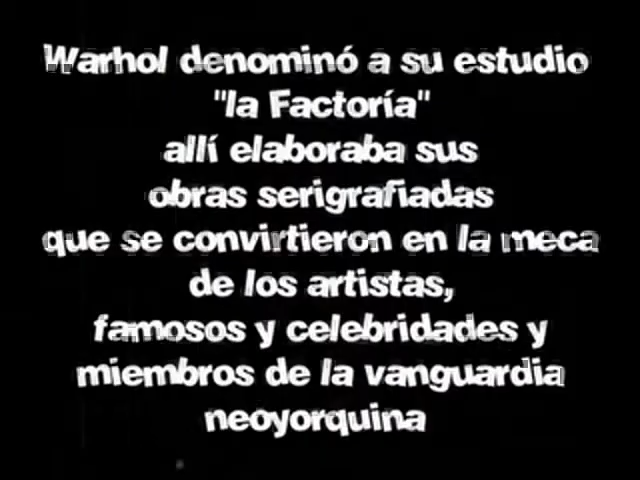 Warhol denominó a su estudio
"la Factoría"
allí elaboraba sus
obras serigrafiadas
que se convirtieron en la meca
de los artistas,
famosos y celebridades y
miembros de la vanguardia
neoyorquina